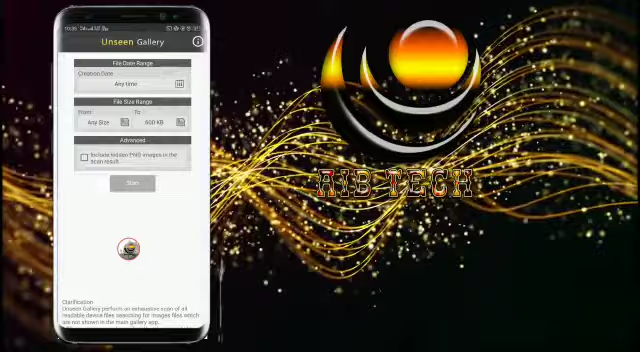 Unseen Gallery
File Date Range
Creation Date
Any time
File Size Range
From To
Any Size 600 KB
Advanced
Include hidden PNG images in the
scan result
Start
Clarification
Unseen Gallery perform an exhaustive scan of all
readable device files searching for images files which
are not shown in the main gallery app.
AIB TECH